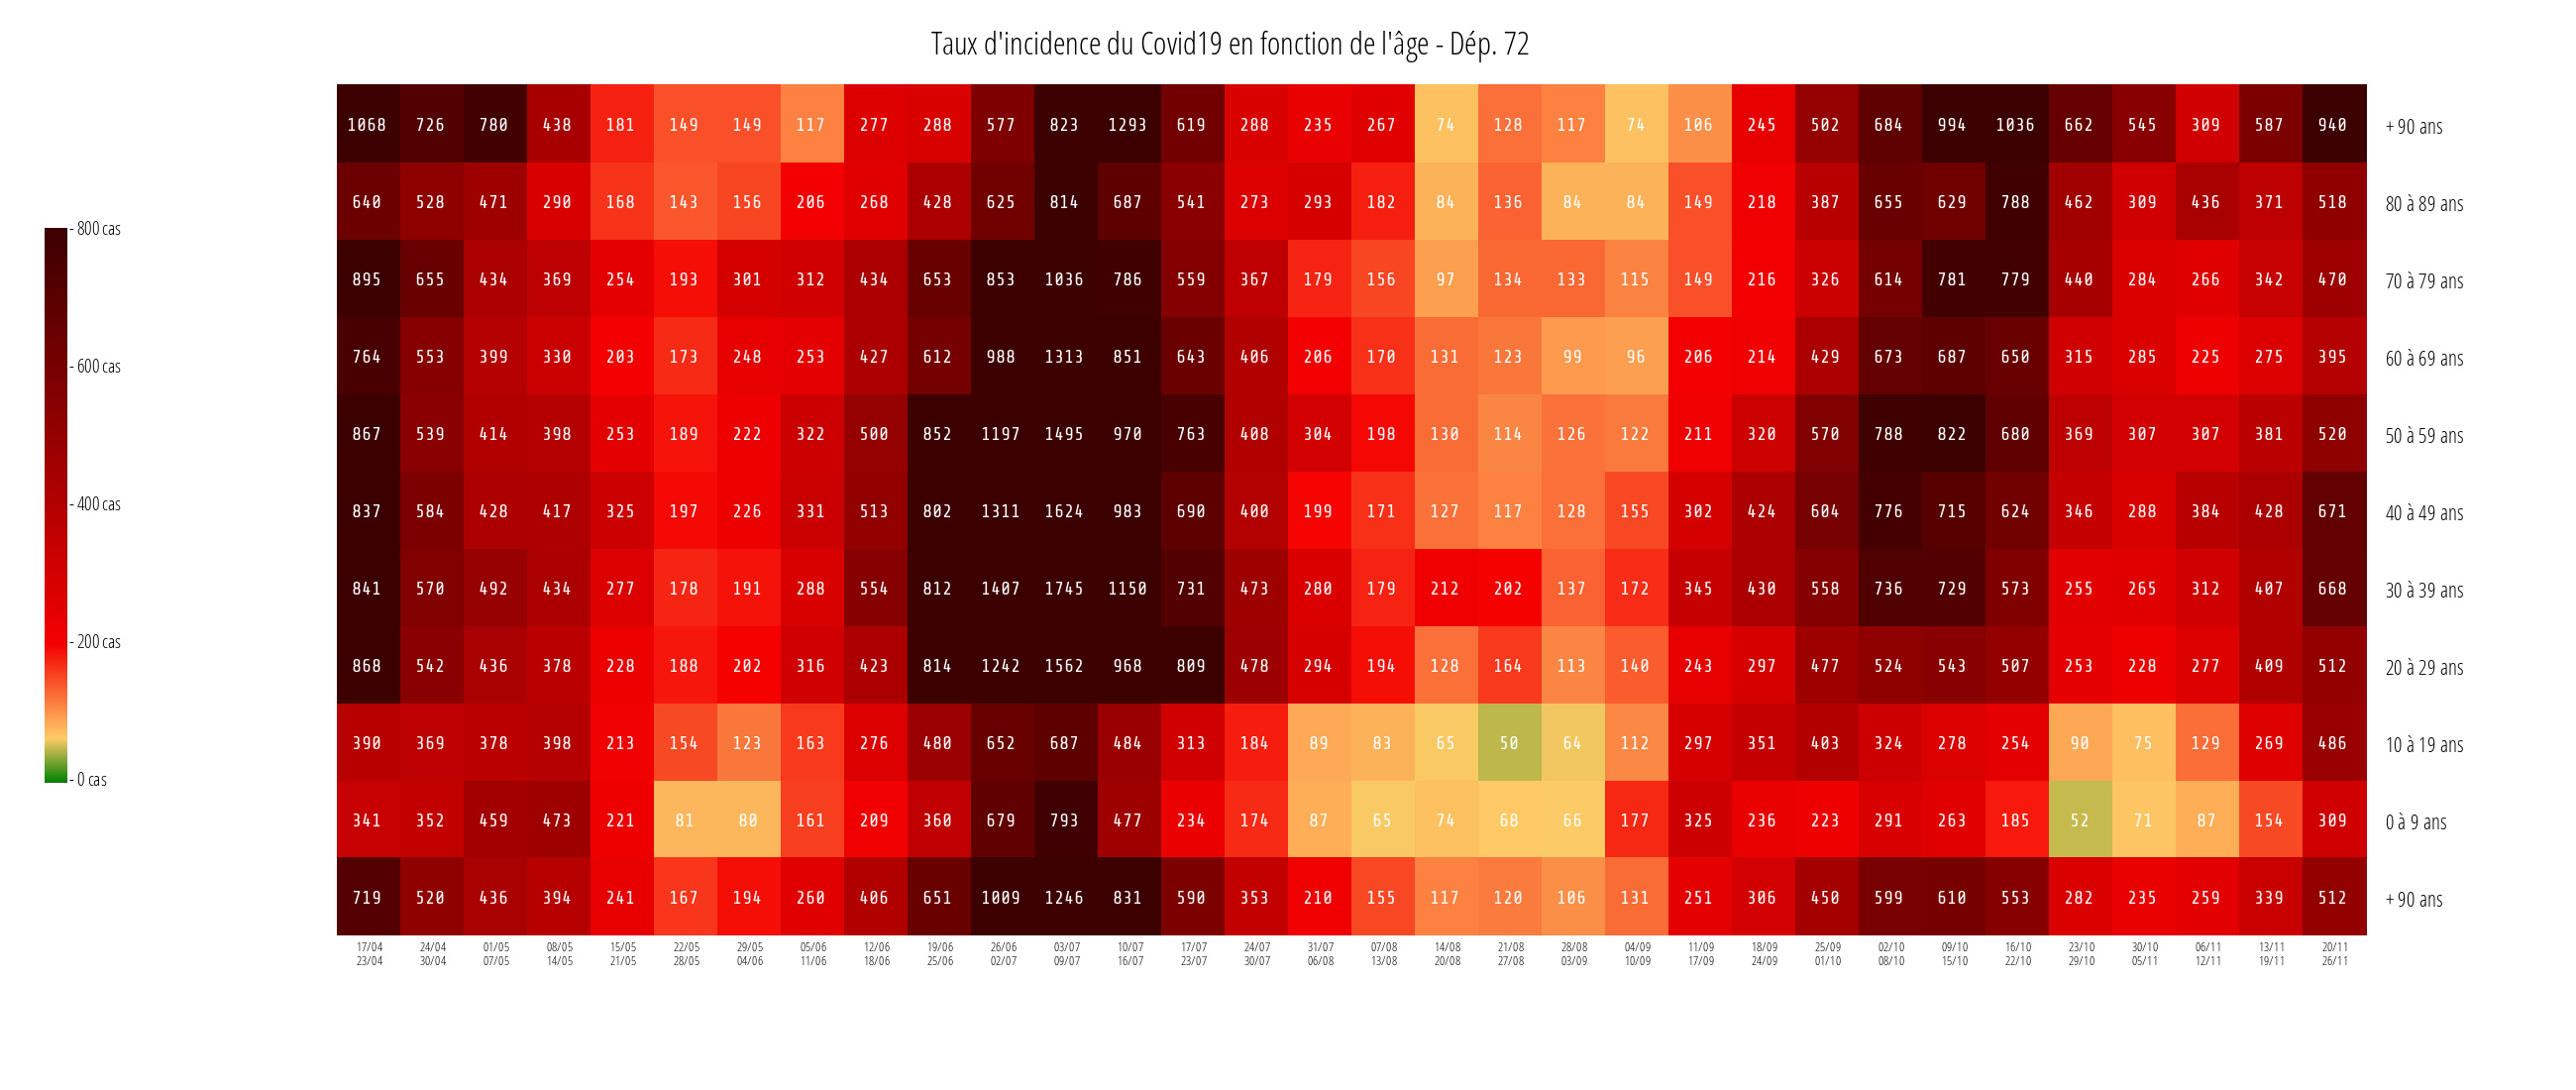 Taux d'incidence du Covid19 en fonction de l'âge - Dép. 72
1068 726 780 438 181 149 149 117 277 288 577 823 1293 619 288 235 267 74 128 117 74 106 245 502 684 994 1036 662 545 309 587 940 + 90 ans
640 528 471 290 168 143 156 206 268 428 625 814 687 541 273 293 182 84 136 84 84 149 218 387 655 629 788 462 309 436 371 518 80 à 89 ans
895 655 434 369 254 193 301 312 434 653 853 1036 786 559 367 179 156 97 134 133 115 149 216 326 614 781 779 440 284 266 342 470 70 à 79 ans
764 553 399 330 203 173 248 253 427 612 988 1313 851 643 406 206 170 131 123 99 96 206 214 429 673 687 650 315 285 225 275 395 60 à 69 ans
867 539 414 398 253 189 222 322 500 852 1197 1495 970 763 408 304 198 130 114 126 122 211 320 570 788 822 680 369 307 307 381 520 50 à 59 ans
837 584 428 417 325 197 226 331 513 802 1311 1624 983 690 400 199 171 127 117 128 155 302 424 604 776 715 624 346 288 384 428 671 40 à 49 ans
841 570 492 434 277 178 191 288 554 812 1407 1745 1150 731 473 280 179 212 202 137 172 345 430 558 736 729 573 255 265 312 407 668 30 à 39 ans
868 542 436 378 228 188 202 316 423 814 1242 1562 968 809 478 294 194 128 164 113 140 243 297 477 524 543 507 253 228 277 409 512 20 à 29 ans
390 369 378 398 213 154 123 163 276 480 652 687 484 313 184 89 83 65 50 64 112 297 351 403 324 278 254 90 75 129 269 486 10 à 19 ans
341 352 459 473 221 81 80 161 209 360 679 793 477 234 174 87 65 74 68 66 177 325 236 223 291 263 185 52 71 87 154 309 0 à 9 ans
719 520 436 394 241 167 194 260 406 651 1009 1246 831 590 353 210 155 117 120 106 131 251 306 450 599 610 553 282 235 259 339 512 + 90 ans
17/04 24/04 01/05 08/05 15/05 22/05 29/05 05/06 12/06 19/06 26/06 03/07 10/07 17/07 24/07 31/07 07/08 14/08 21/08 28/08 04/09 11/09 18/09 25/09 02/10 09/10 16/10 23/10 30/10 06/11 13/11 20/11
23/04 30/04 07/05 14/05 21/05 28/05 04/06 11/06 18/06 25/06 02/07 09/07 16/07 23/07 30/07 06/08 13/08 20/08 27/08 03/09 10/09 17/09 24/09 01/10 08/10 15/10 22/10 29/10 05/11 12/11 19/11 26/11
- 800 cas
- 600 cas
- 400 cas
- 200 cas
- 0 cas